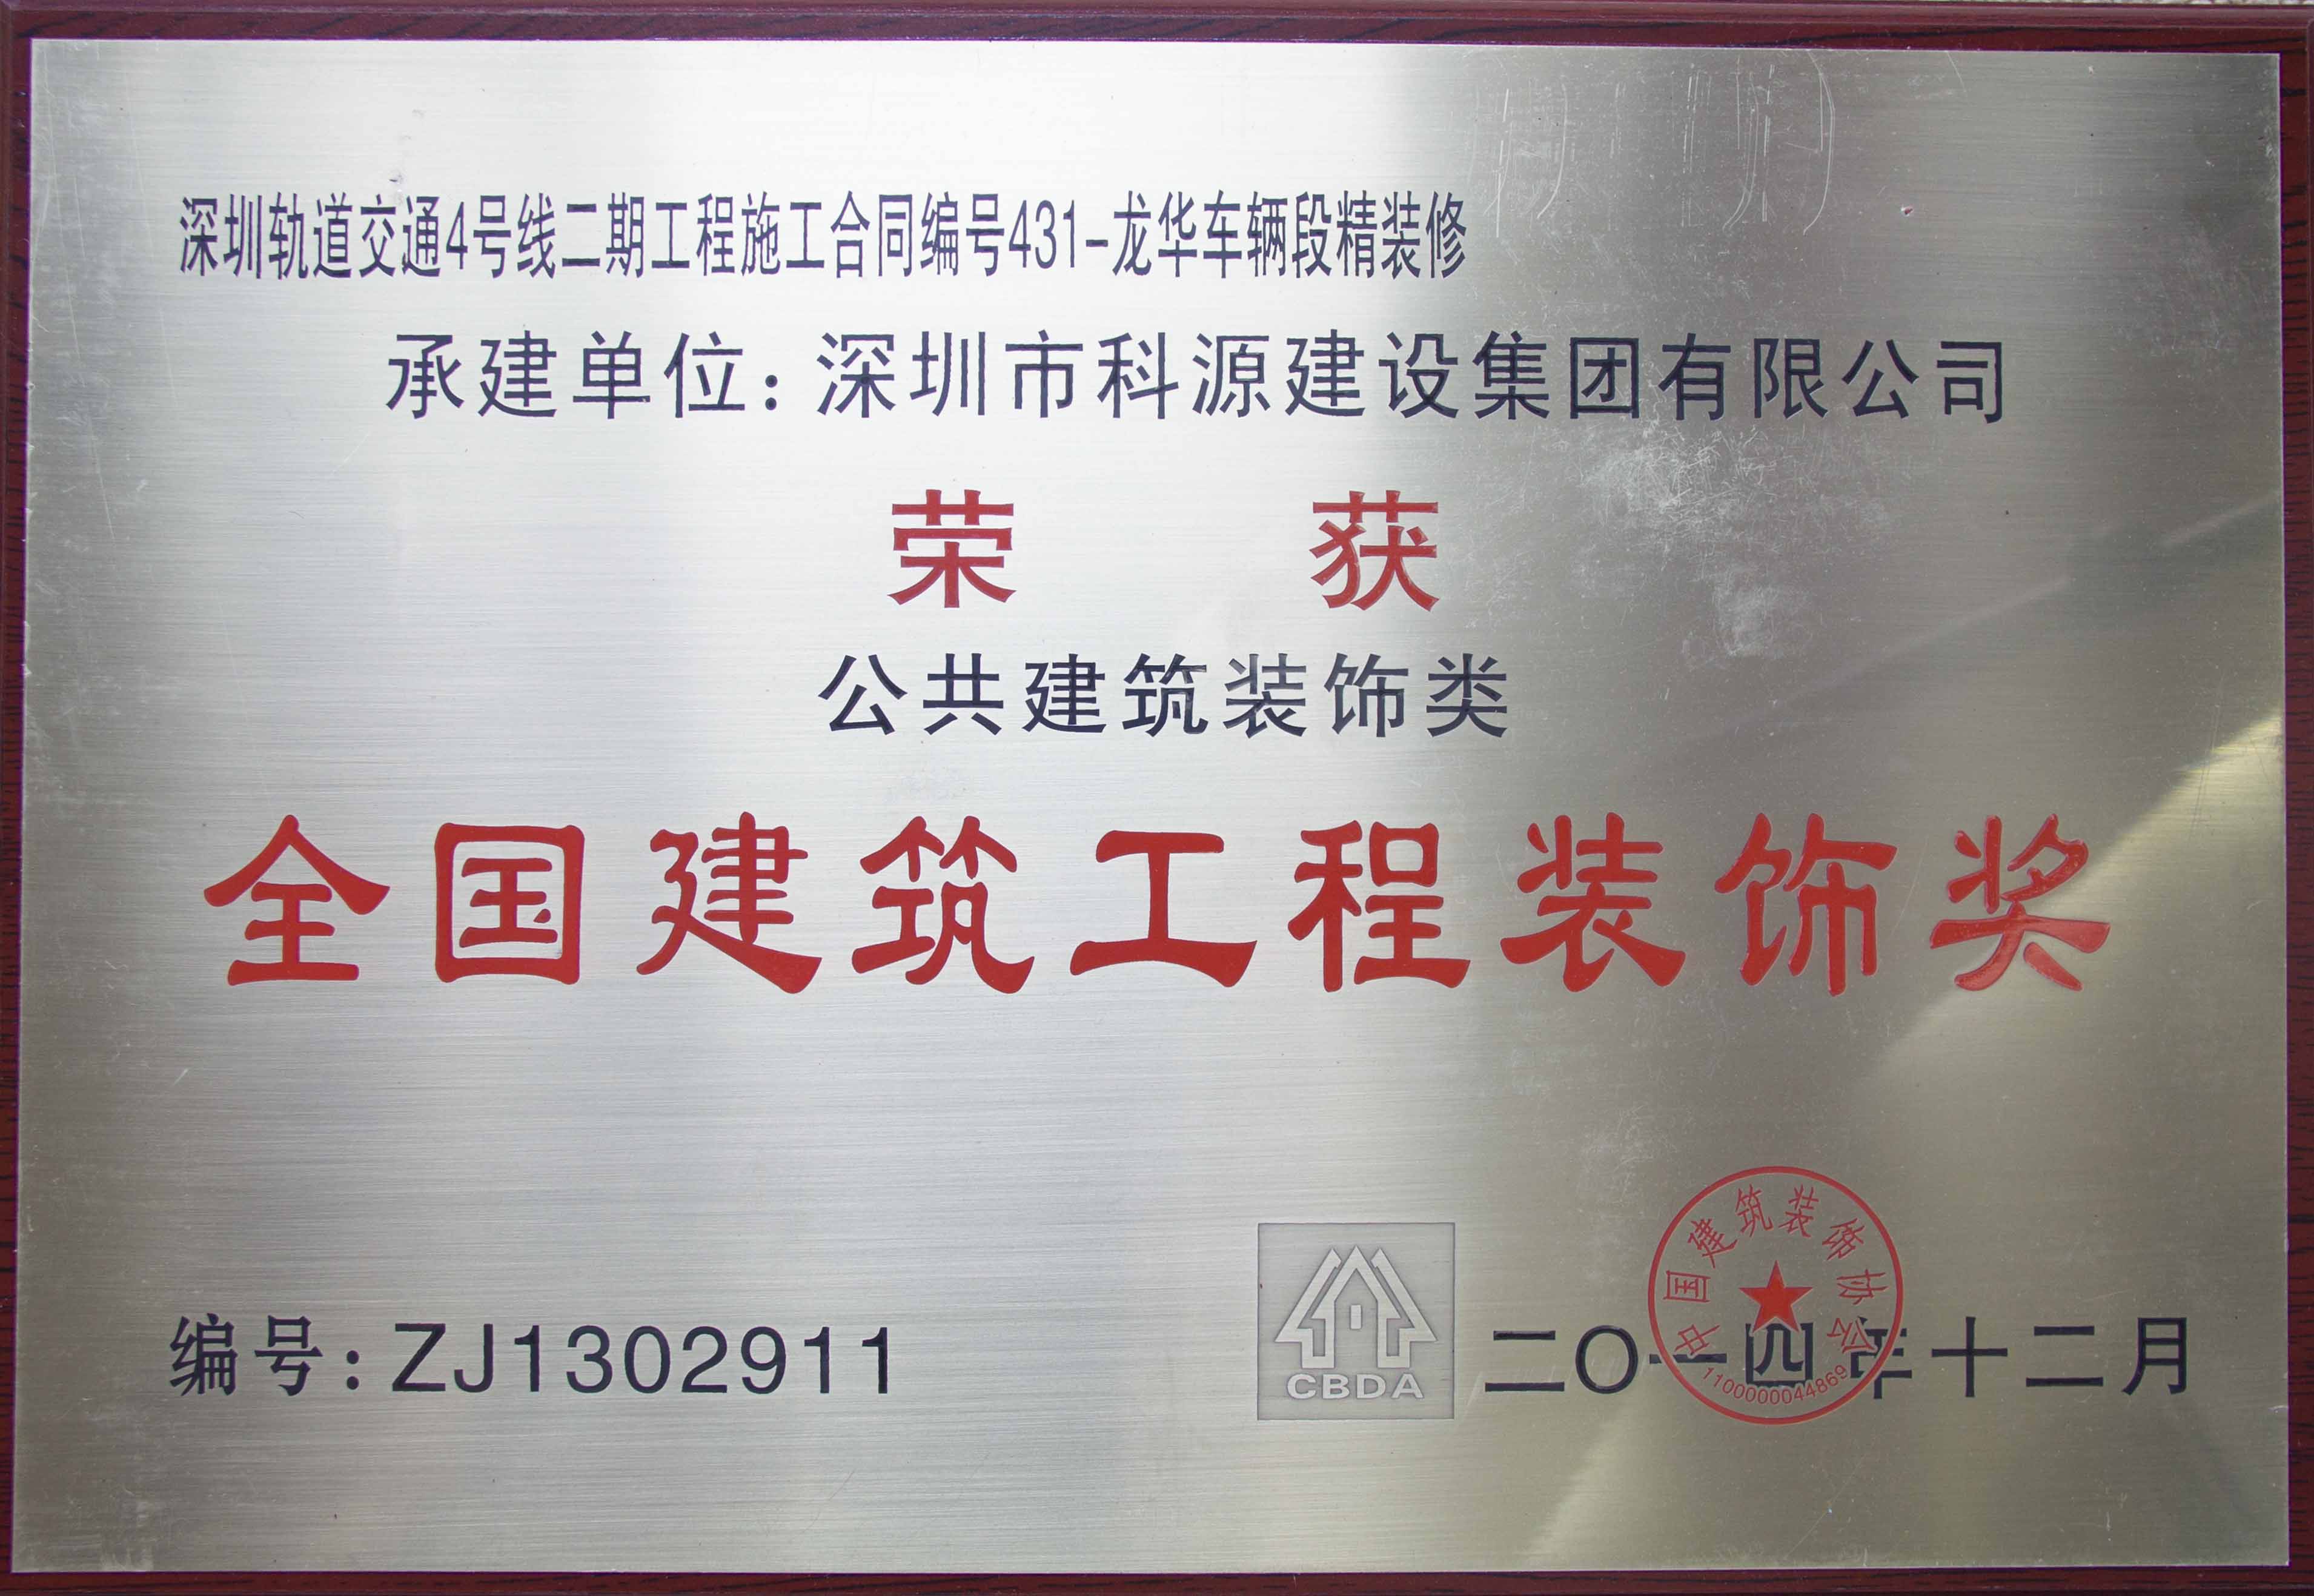 深圳轨道交通4号线二期工程施工合同编号431-龙华车辆段精装修
承建单位：深圳市科源建设集团有限公司
荣 获
公共建筑装饰类
全国建筑工程装饰奖
编号：ZJ1302911
CBDA
二〇一四年十二月
中国建筑装饰协会
1100000044869